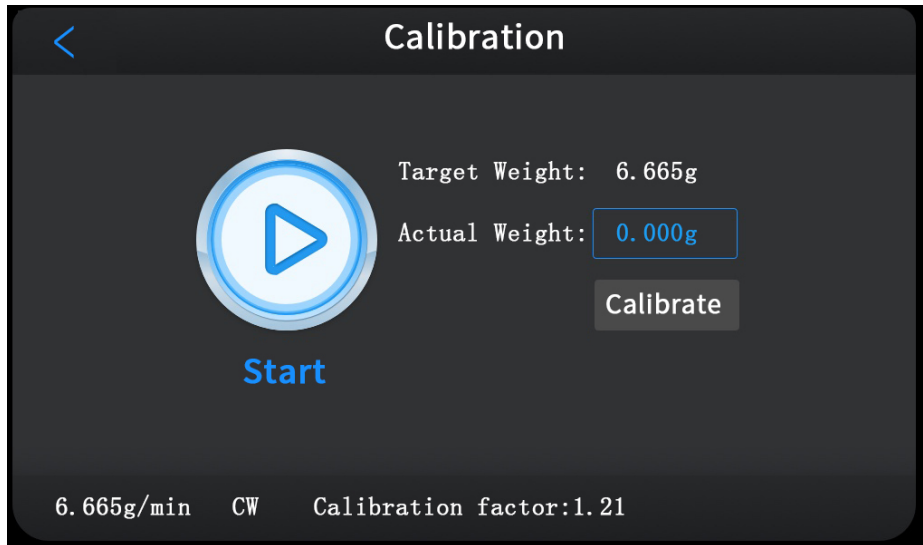 Calibration
Target Weight: 6.665g
Actual Weight: 0.000g
Calibrate
Start
6.665g/min CW Calibration factor:1.21